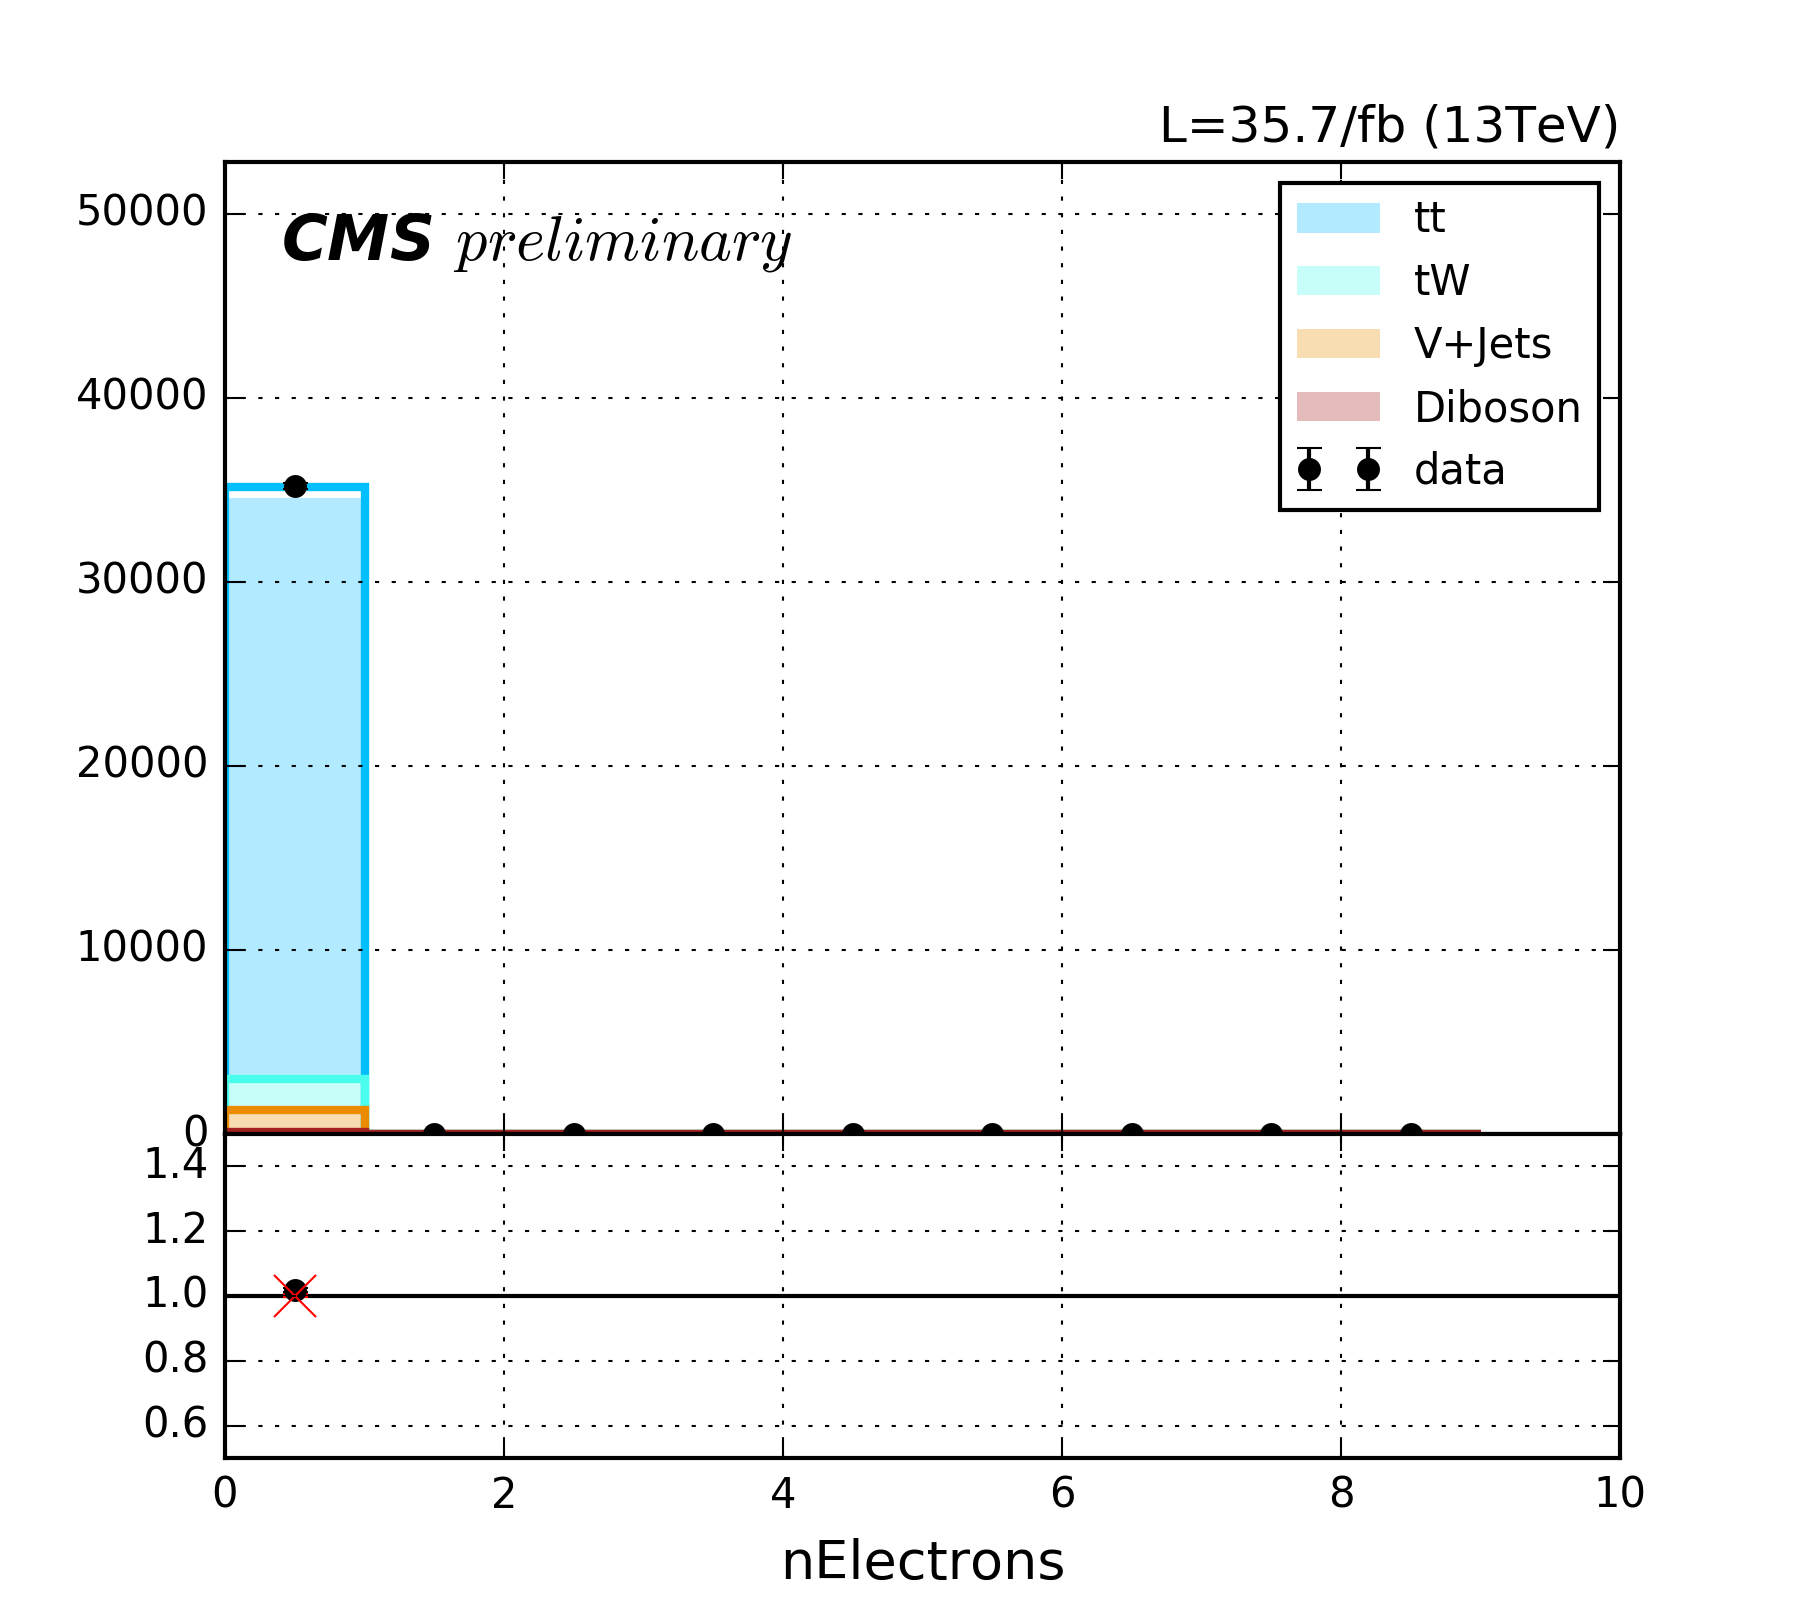 L=35.7/fb (13TeV)
CMS preliminary
50000
40000
30000
20000
10000
0
tt
tW
V+Jets
Diboson
data
1.4
1.2
1.0
0.8
0.6
0 2 4 6 8 10
nElectrons